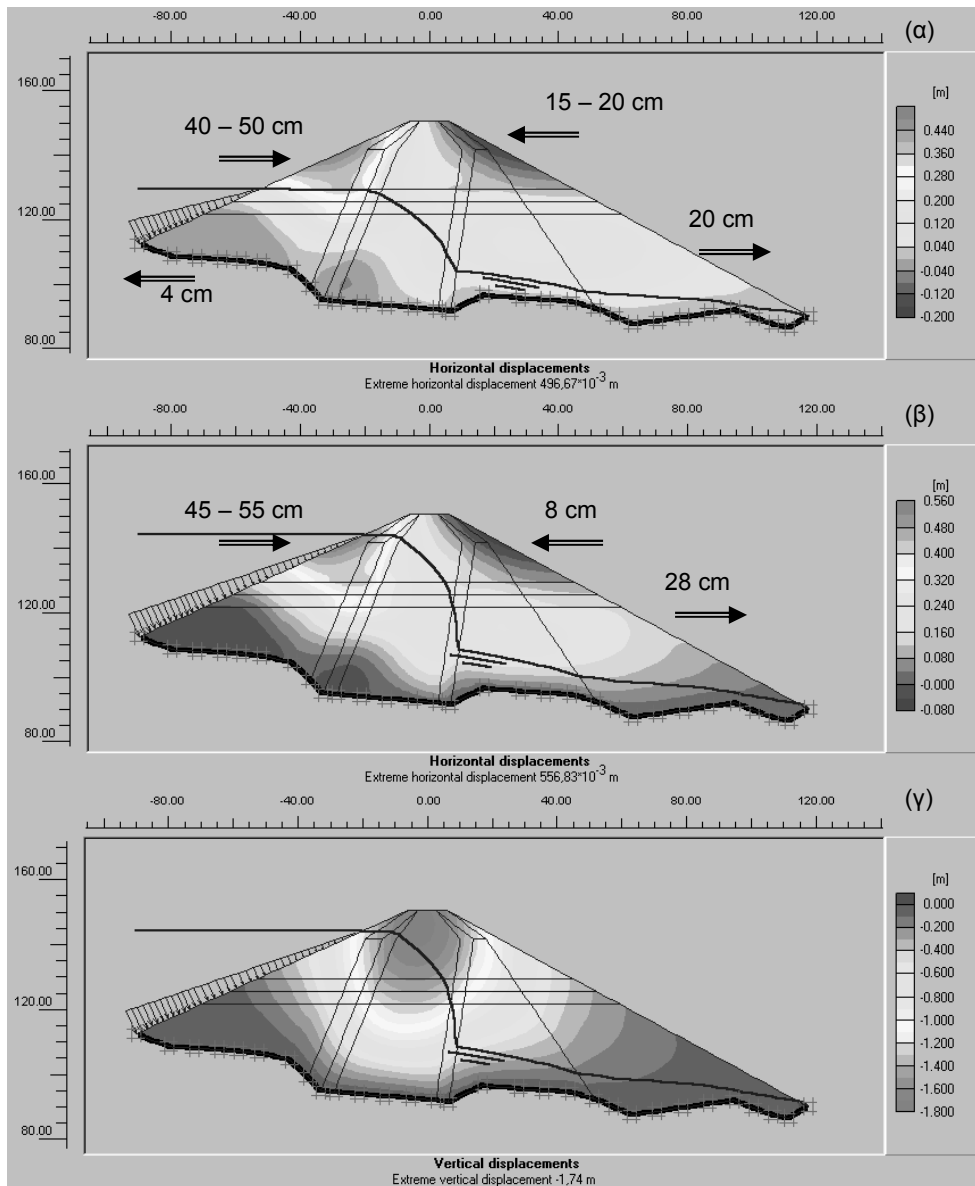 -80.00 -40.00 0.00 40.00 80.00 120.00
(α)
160.00
120.00
80.00
40 – 50 cm
15 – 20 cm
20 cm
4 cm
[m]
0.440
0.360
0.280
0.200
0.120
0.040
-0.040
-0.120
-0.200
Horizontal displacements
Extreme horizontal displacement 496,67*10-3 m
-80.00 -40.00 0.00 40.00 80.00 120.00
(β)
160.00
120.00
80.00
45 – 55 cm
8 cm
28 cm
[m]
0.560
0.480
0.400
0.320
0.240
0.160
0.080
-0.000
-0.080
Horizontal displacements
Extreme horizontal displacement 556,83*10-3 m
-80.00 -40.00 0.00 40.00 80.00 120.00
(γ)
160.00
120.00
80.00
[m]
0.000
-0.200
-0.400
-0.600
-0.800
-1.000
-1.200
-1.400
-1.600
-1.800
Vertical displacements
Extreme vertical displacement -1,74 m